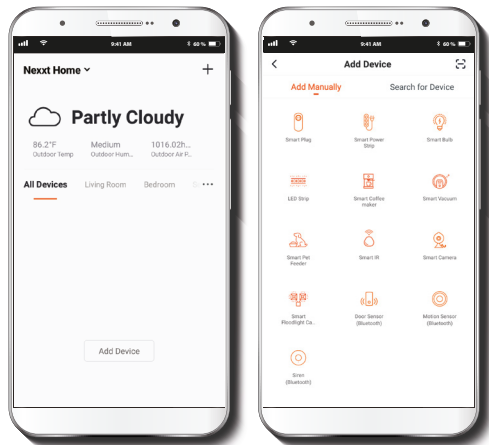 9:41 AM
60 %
Nexxt Home
Partly Cloudy
86.2°F
Medium
1016.02h...
Outdoor Temp
Outdoor Hum...
Outdoor Air P...
All Devices
Living Room
Bedroom
Add Device
9:41 AM
60 %
Add Device
Add Manually
Search for Device
Smart Plug
Smart Power
Strip
Smart Bulb
LED Strip
Smart Coffee
maker
Smart Vacuum
Smart Pet
Feeder
Smart IR
Smart Camera
Smart
Floodlight Ca...
Door Sensor
(Bluetooth)
Motion Sensor
(Bluetooth)
Siren
(Bluetooth)